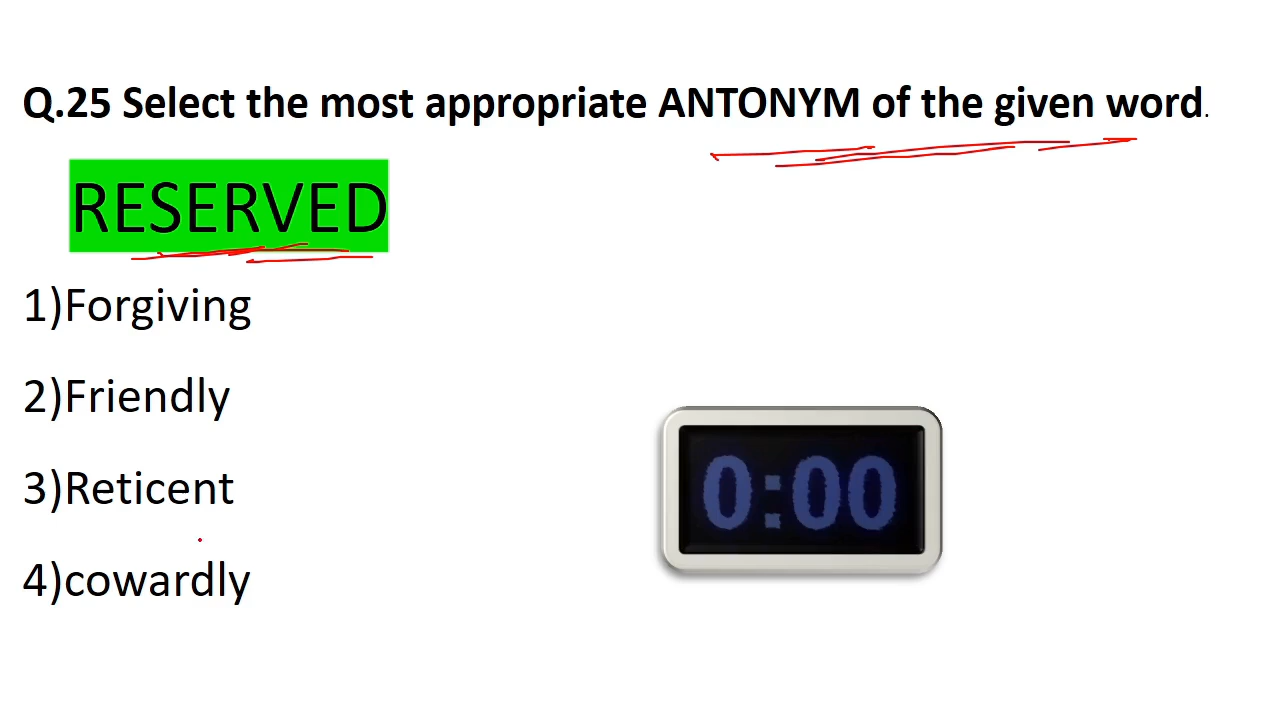 Q.25 Select the most appropriate ANTONYM of the given word.
RESERVED
1)Forgiving
2)Friendly
3)Reticent
4)cowardly
0:00